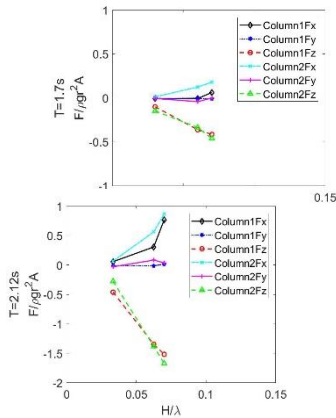 1
0.5
0
-0.5
-1
0.15
T=1.7s
F/ρgr²A
Column1Fx
Column1Fy
Column1Fz
Column2Fx
Column2Fy
Column2Fz
1
0.5
0
-0.5
-1
-1.5
-2
0
0.05
0.1
0.15
T=2.12s
F/ρgr²A
H/λ
Column1Fx
Column1Fy
Column1Fz
Column2Fx
Column2Fy
Column2Fz